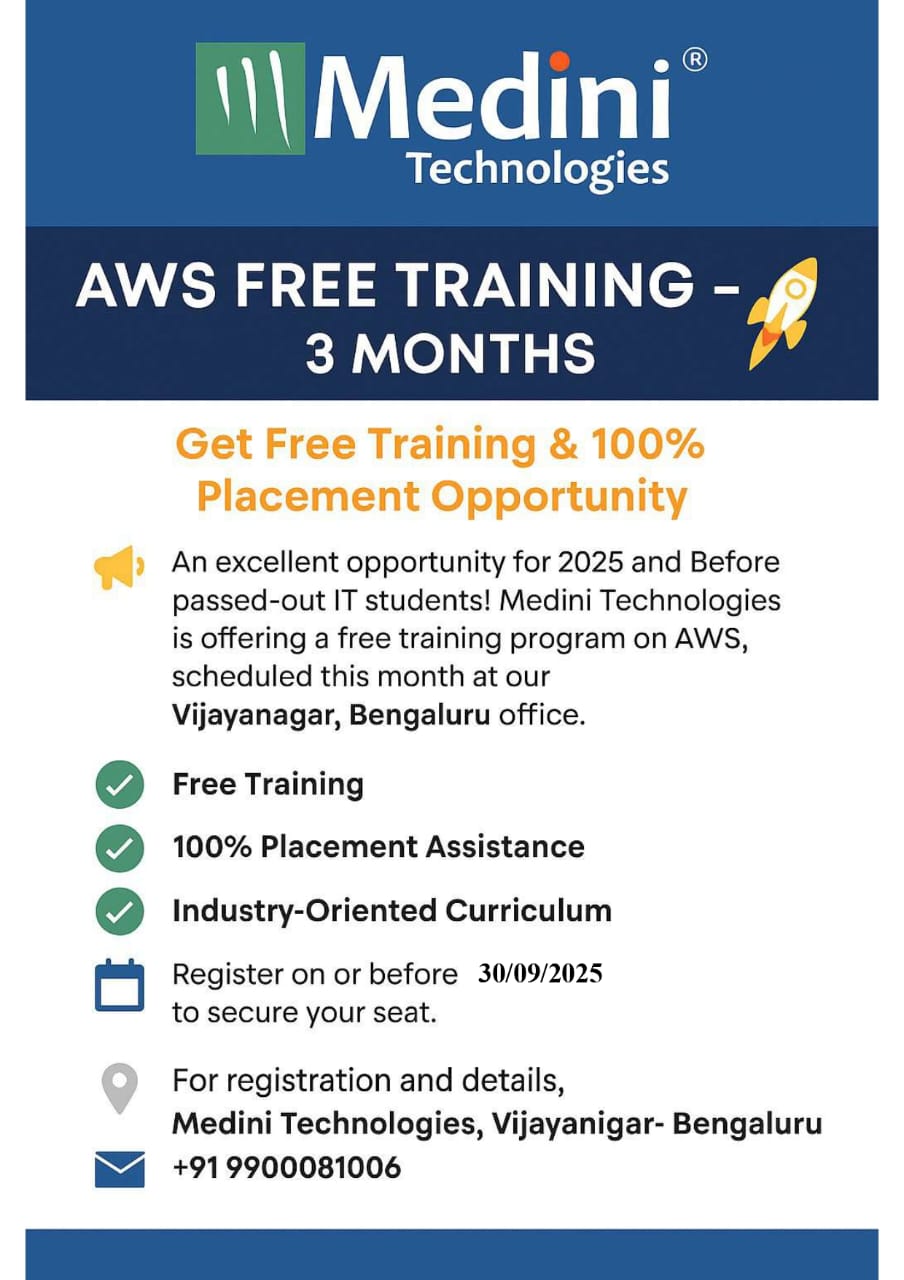 Medini®
Technologies
AWS FREE TRAINING –
3 MONTHS
Get Free Training & 100%
Placement Opportunity
An excellent opportunity for 2025 and Before
passed-out IT students! Medini Technologies
is offering a free training program on AWS,
scheduled this month at our
Vijayanagar, Bengaluru office.
Free Training
100% Placement Assistance
Industry-Oriented Curriculum
Register on or before 30/09/2025
to secure your seat.
For registration and details,
Medini Technologies, Vijayanigar- Bengaluru
+91 9900081006